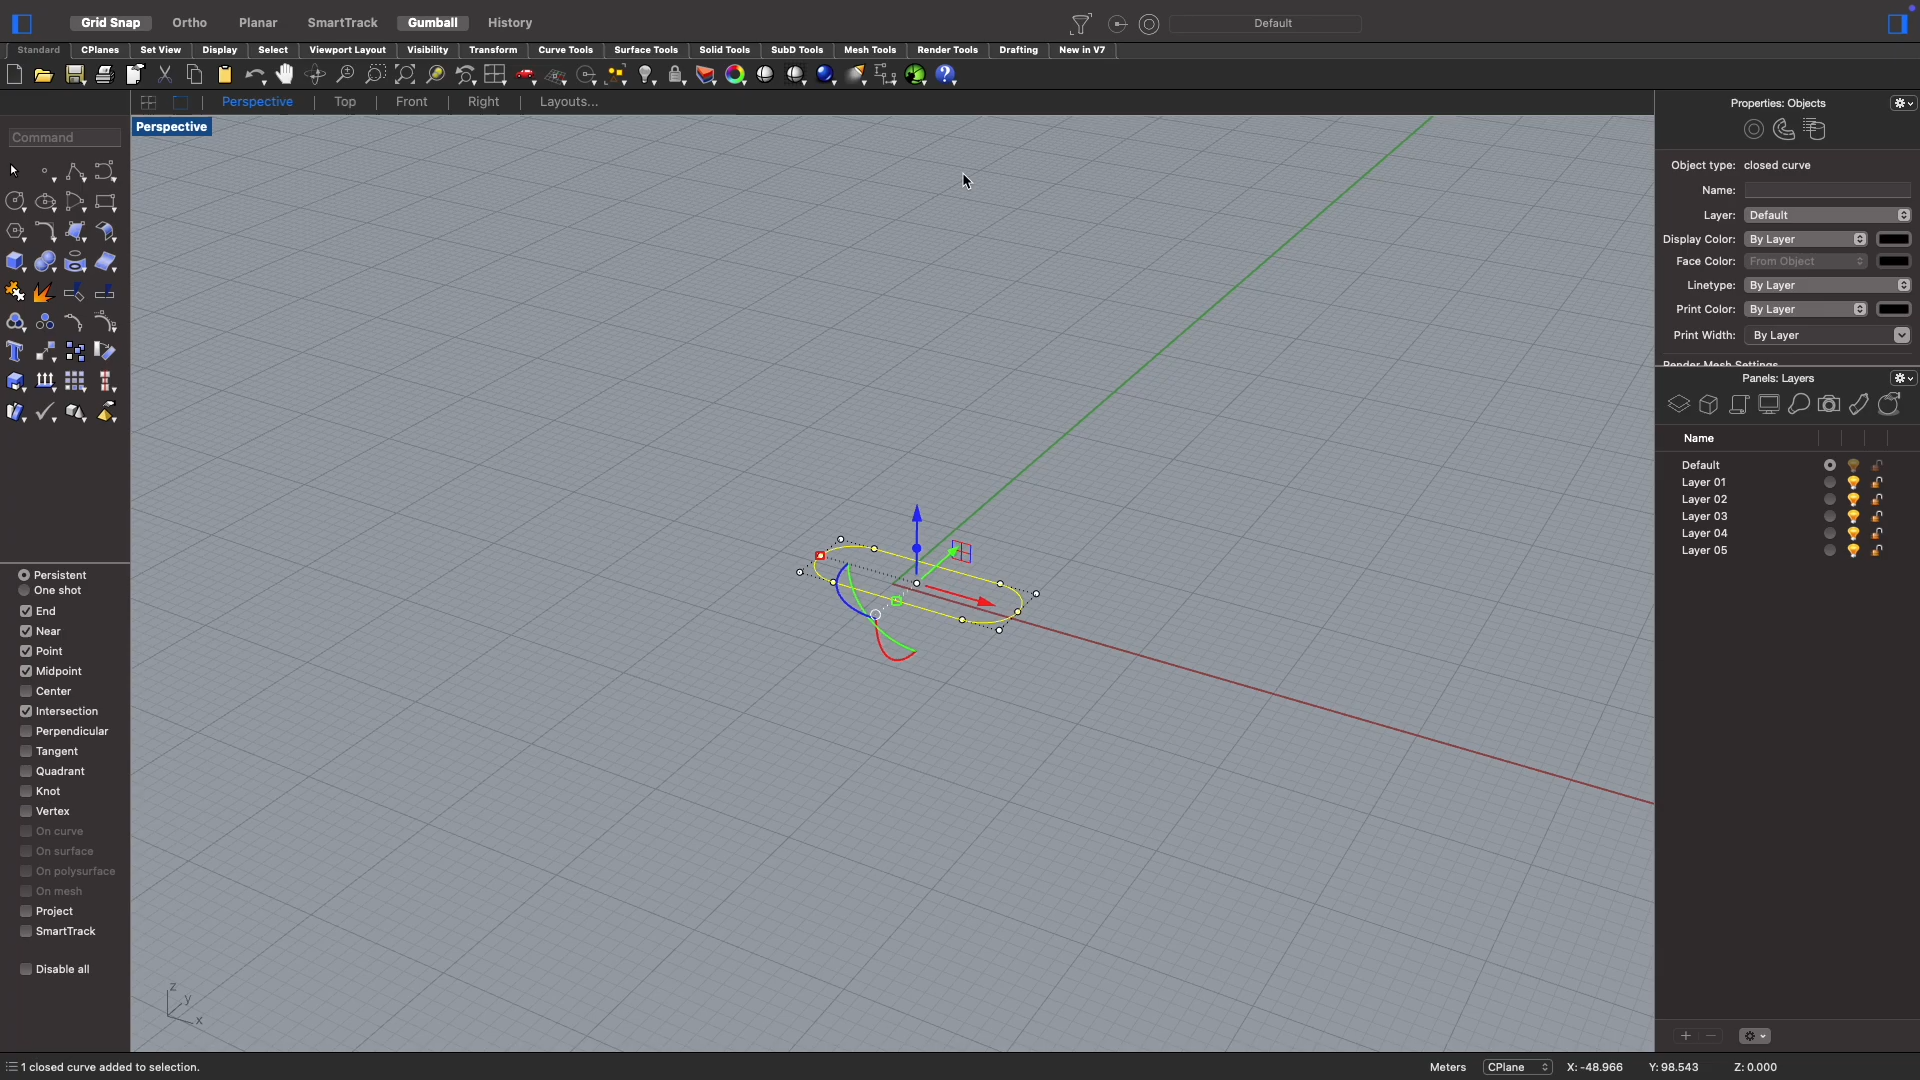 Grid Snap Ortho Planar SmartTrack Gumball History Default
Standard CPlanes Set View Display Select Viewport Layout Visibility Transform Curve Tools Surface Tools Solid Tools SubD Tools Mesh Tools Render Tools Drafting New in V7
Perspective Top Front Right Layouts...
Perspective
Command
Persistent
One shot
End
Near
Point
Midpoint
Center
Intersection
Perpendicular
Tangent
Quadrant
Knot
Vertex
On curve
On surface
On polysurface
On mesh
Project
SmartTrack
Disable all
z
y
x
Properties: Objects
Object type: closed curve
Name:
Layer: Default
Display Color: By Layer
Face Color: From Object
Linetype: By Layer
Print Color: By Layer
Print Width: By Layer
Render Mesh Settings
Panels: Layers
Name
Default
Layer 01
Layer 02
Layer 03
Layer 04
Layer 05
1 closed curve added to selection.
Meters CPlane X: -48.966 Y: 98.543 Z: 0.000